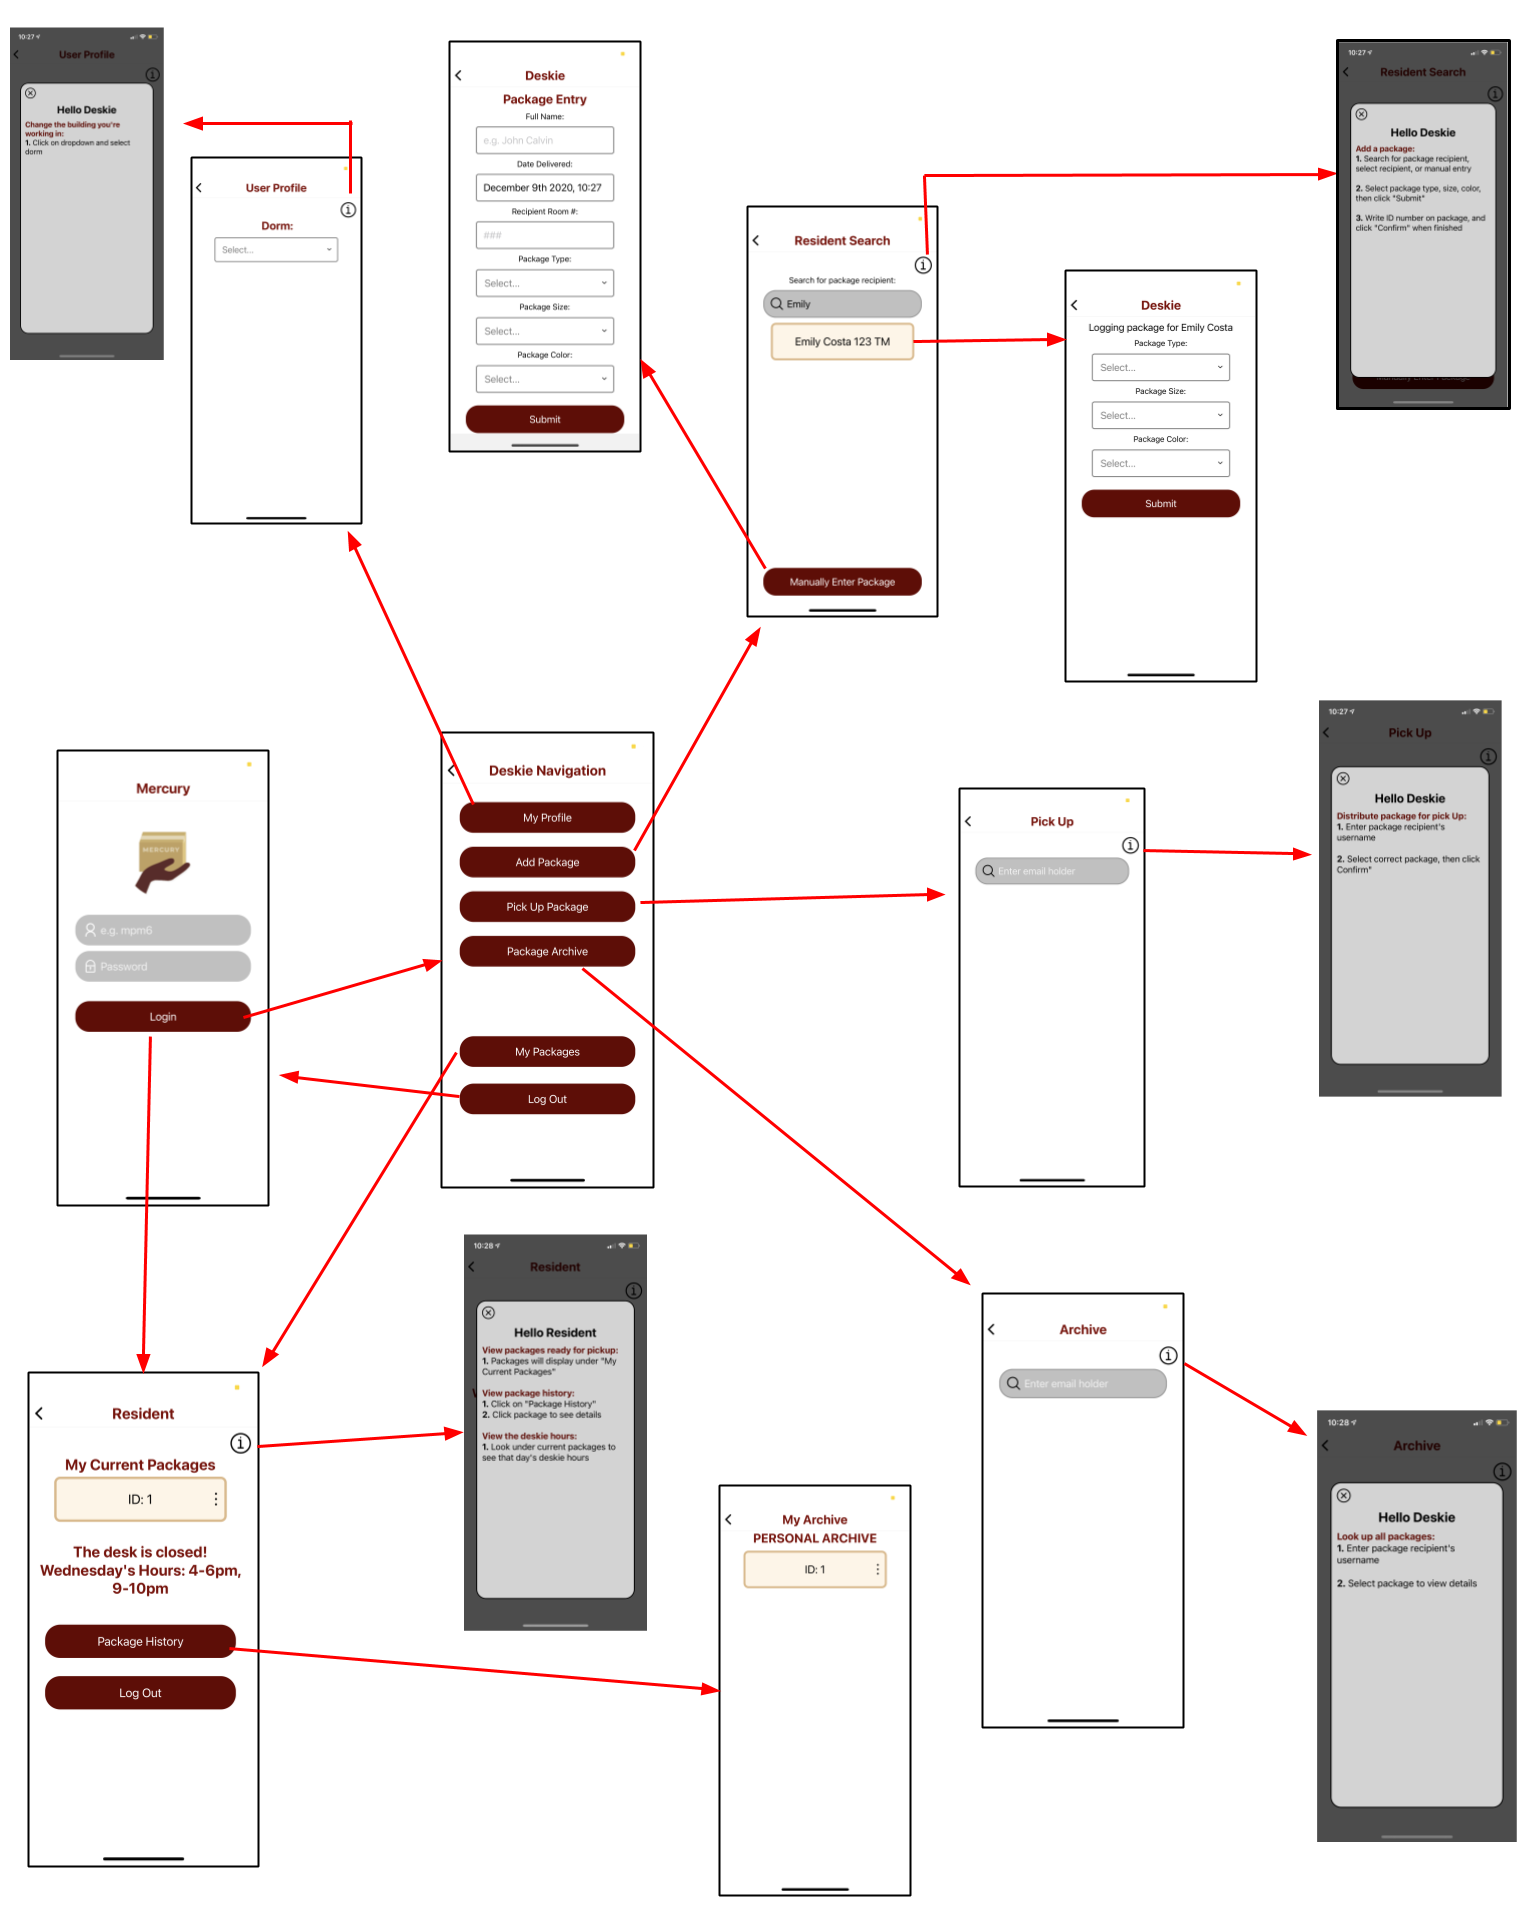 10:27
User Profile
Hello Deskie
Change the building you're
working in:
1. Click on dropdown and select
dorm
User Profile
Dorm:
Select...
Deskie
Package Entry
Full Name:
e.g. John Calvin
Date Delivered:
December 9th 2020, 10:27
Recipient Room #:
###
Package Type:
Select...
Package Size:
Select...
Package Color:
Select...
Submit
Resident Search
Search for package recipient:
Emily
Emily Costa 123 TM
Manually Enter Package
Deskie
Logging package for Emily Costa
Package Type:
Select...
Package Size:
Select...
Package Color:
Select...
Submit
10:27
Resident Search
Hello Deskie
Add a package:
1. Search for package recipient,
select recipient, or manual entry
2. Select package type, size, color,
then click "Submit"
3. Write ID number on package, and
click "Confirm" when finished
Manually Enter Package
Mercury
MERCURY
e.g. mpm6
Password
Login
Deskie Navigation
My Profile
Add Package
Pick Up Package
Package Archive
My Packages
Log Out
Pick Up
Enter email holder
10:27
Pick Up
Hello Deskie
Distribute package for pick Up:
1. Enter package recipient's
username
2. Select correct package, then click
Confirm"
Resident
My Current Packages
ID: 1
The desk is closed!
Wednesday's Hours: 4-6pm,
9-10pm
Package History
Log Out
10:28
Resident
Hello Resident
View packages ready for pickup:
1. Packages will display under "My
Current Packages"
View package history:
1. Click on "Package History"
2. Click package to see details
View the deskie hours:
1. Look under current packages to
see that day's deskie hours
My Archive
PERSONAL ARCHIVE
ID: 1
Archive
Enter email holder
10:28
Archive
Hello Deskie
Look up all packages:
1. Enter package recipient's
username
2. Select package to view details